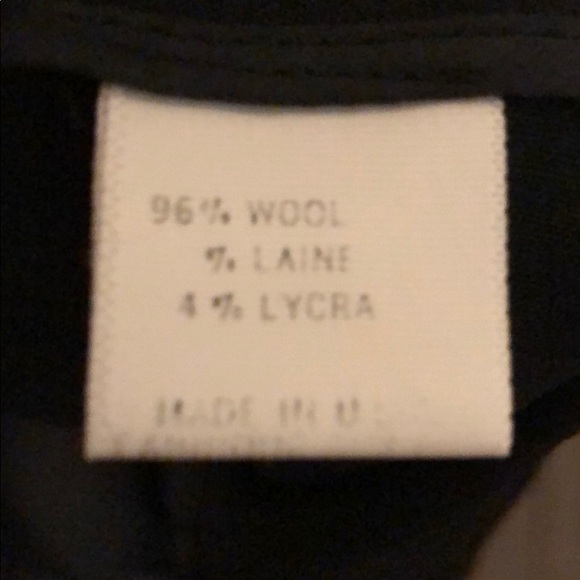 96% WOOL
% LAINE
4% LYCRA
MADE IN U